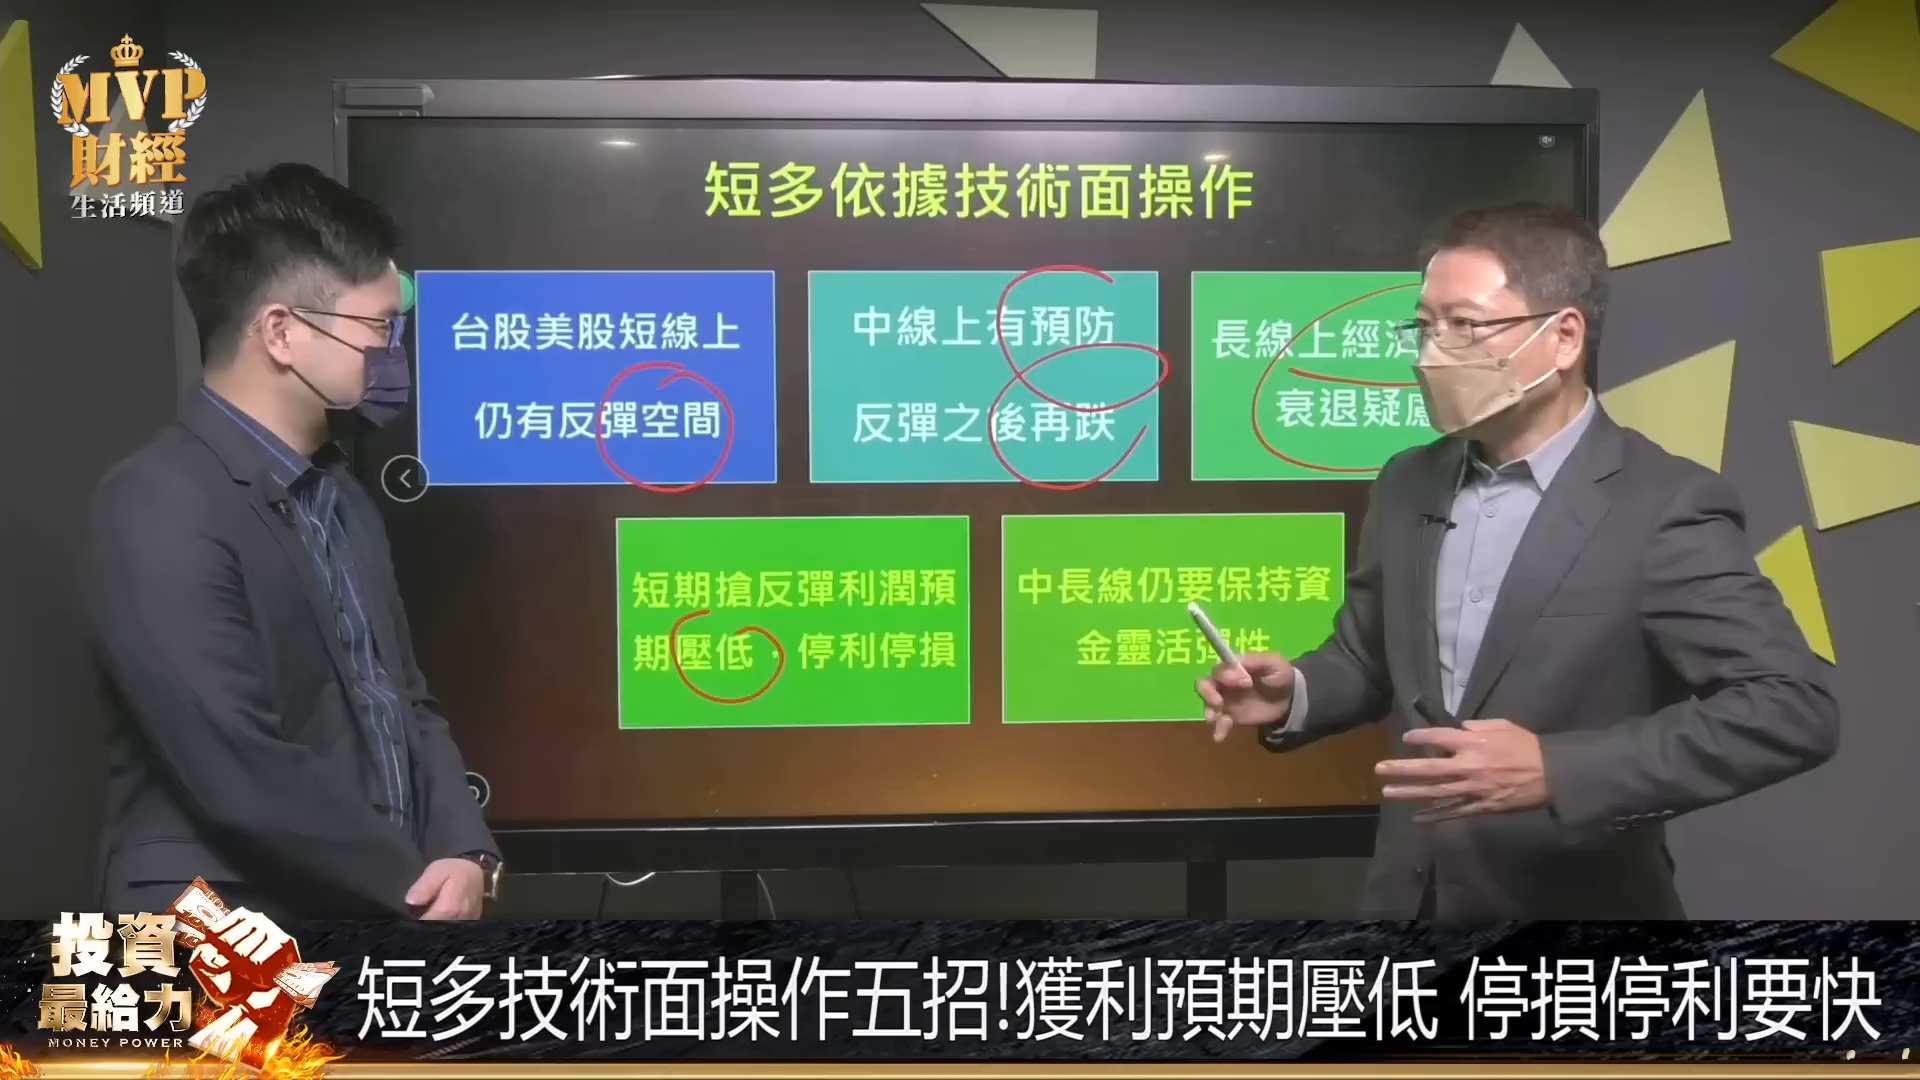 MVP
財經
生活頻道
短多依據技術面操作
台股美股短線上
仍有反彈空間
中線上有預防
反彈之後再跌
長線上經濟
衰退疑慮
短期搶反彈利潤預
期壓低，停利停損
中長線仍要保持資
金靈活彈性
投資
最給力
MONEY POWER
短多技術面操作五招!獲利預期壓低 停損停利要快